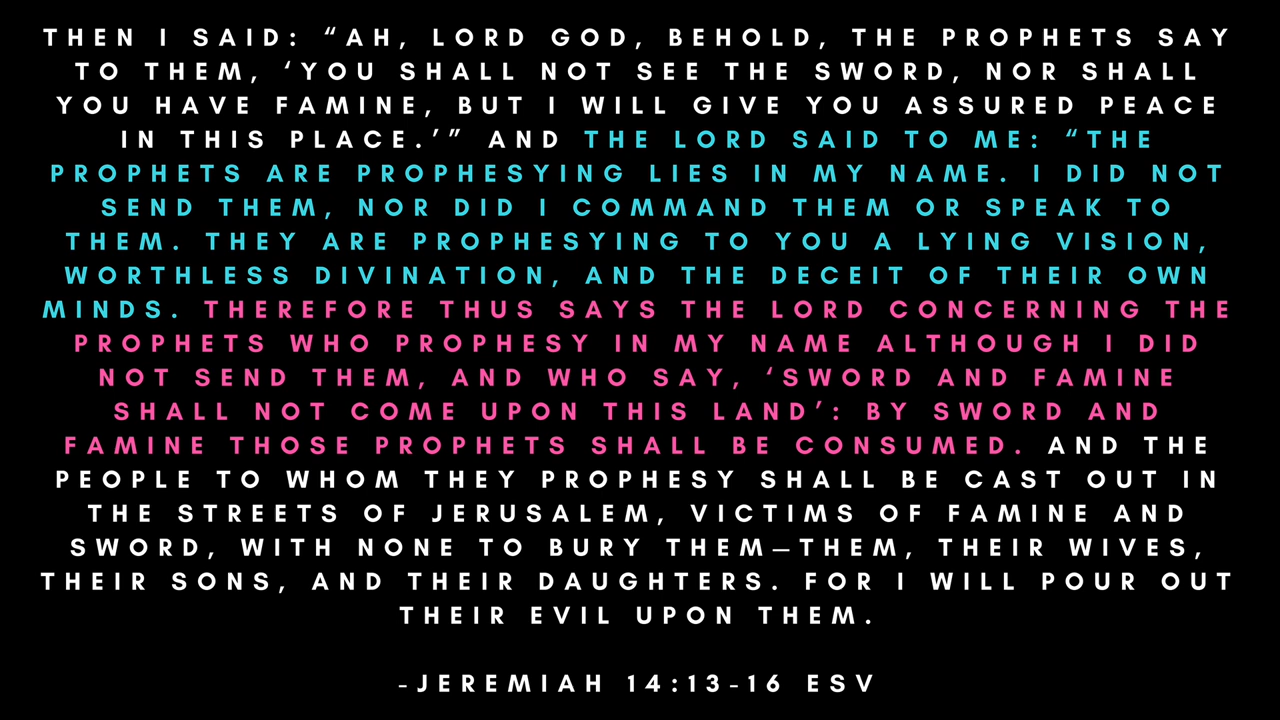 THEN I SAID: “AH, LORD GOD, BEHOLD, THE PROPHETS SAY
TO THEM, ‘YOU SHALL NOT SEE THE SWORD, NOR SHALL
YOU HAVE FAMINE, BUT I WILL GIVE YOU ASSURED PEACE
IN THIS PLACE.’” AND THE LORD SAID TO ME: “THE
PROPHETS ARE PROPHESYING LIES IN MY NAME. I DID NOT
SEND THEM, NOR DID I COMMAND THEM OR SPEAK TO
THEM. THEY ARE PROPHESYING TO YOU A LYING VISION,
WORTHLESS DIVINATION, AND THE DECEIT OF THEIR OWN
MINDS. THEREFORE THUS SAYS THE LORD CONCERNING THE
PROPHETS WHO PROPHESY IN MY NAME ALTHOUGH I DID
NOT SEND THEM, AND WHO SAY, ‘SWORD AND FAMINE
SHALL NOT COME UPON THIS LAND’: BY SWORD AND
FAMINE THOSE PROPHETS SHALL BE CONSUMED. AND THE
PEOPLE TO WHOM THEY PROPHESY SHALL BE CAST OUT IN
THE STREETS OF JERUSALEM, VICTIMS OF FAMINE AND
SWORD, WITH NONE TO BURY THEM—THEM, THEIR WIVES,
THEIR SONS, AND THEIR DAUGHTERS. FOR I WILL POUR OUT
THEIR EVIL UPON THEM.
-JEREMIAH 14:13-16 ESV